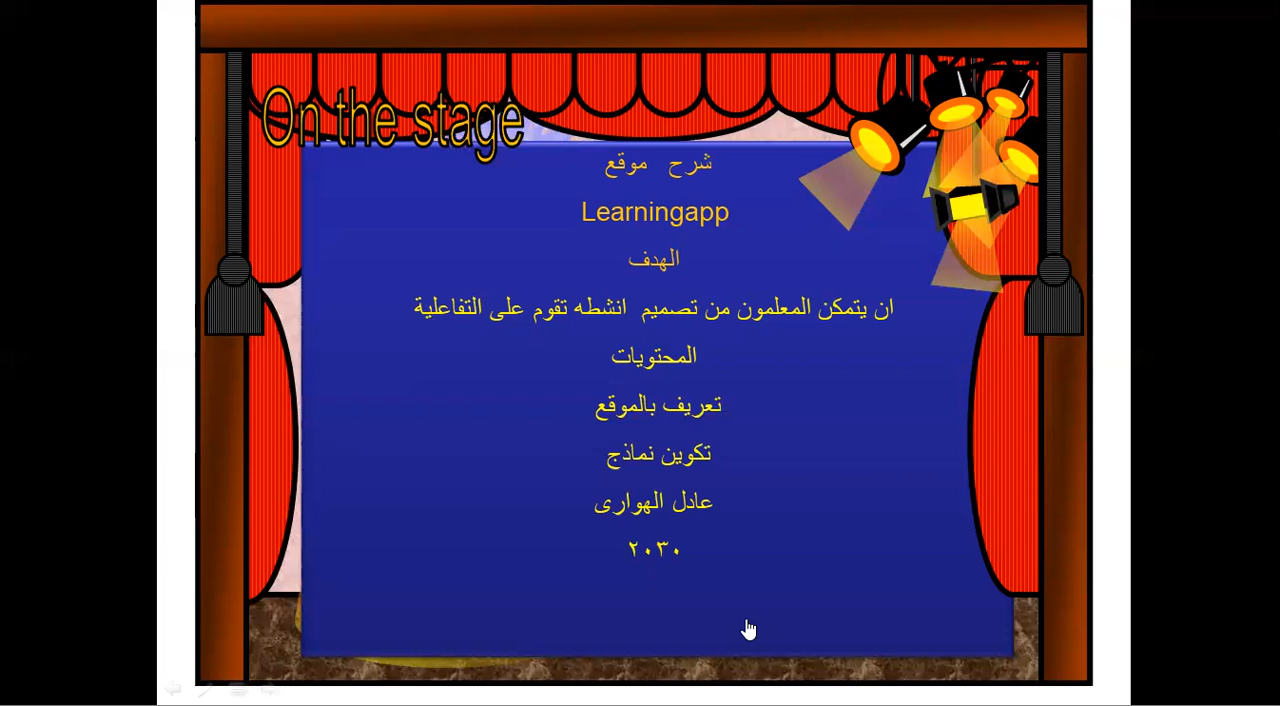 On the stage
شرح موقع
Learningapp
الهدف
ان يتمكن المعلمون من تصميم انشطه تقوم على التفاعلية
المحتويات
تعريف بالموقع
تكوين نماذج
عادل الهوارى
٢٠٣٠